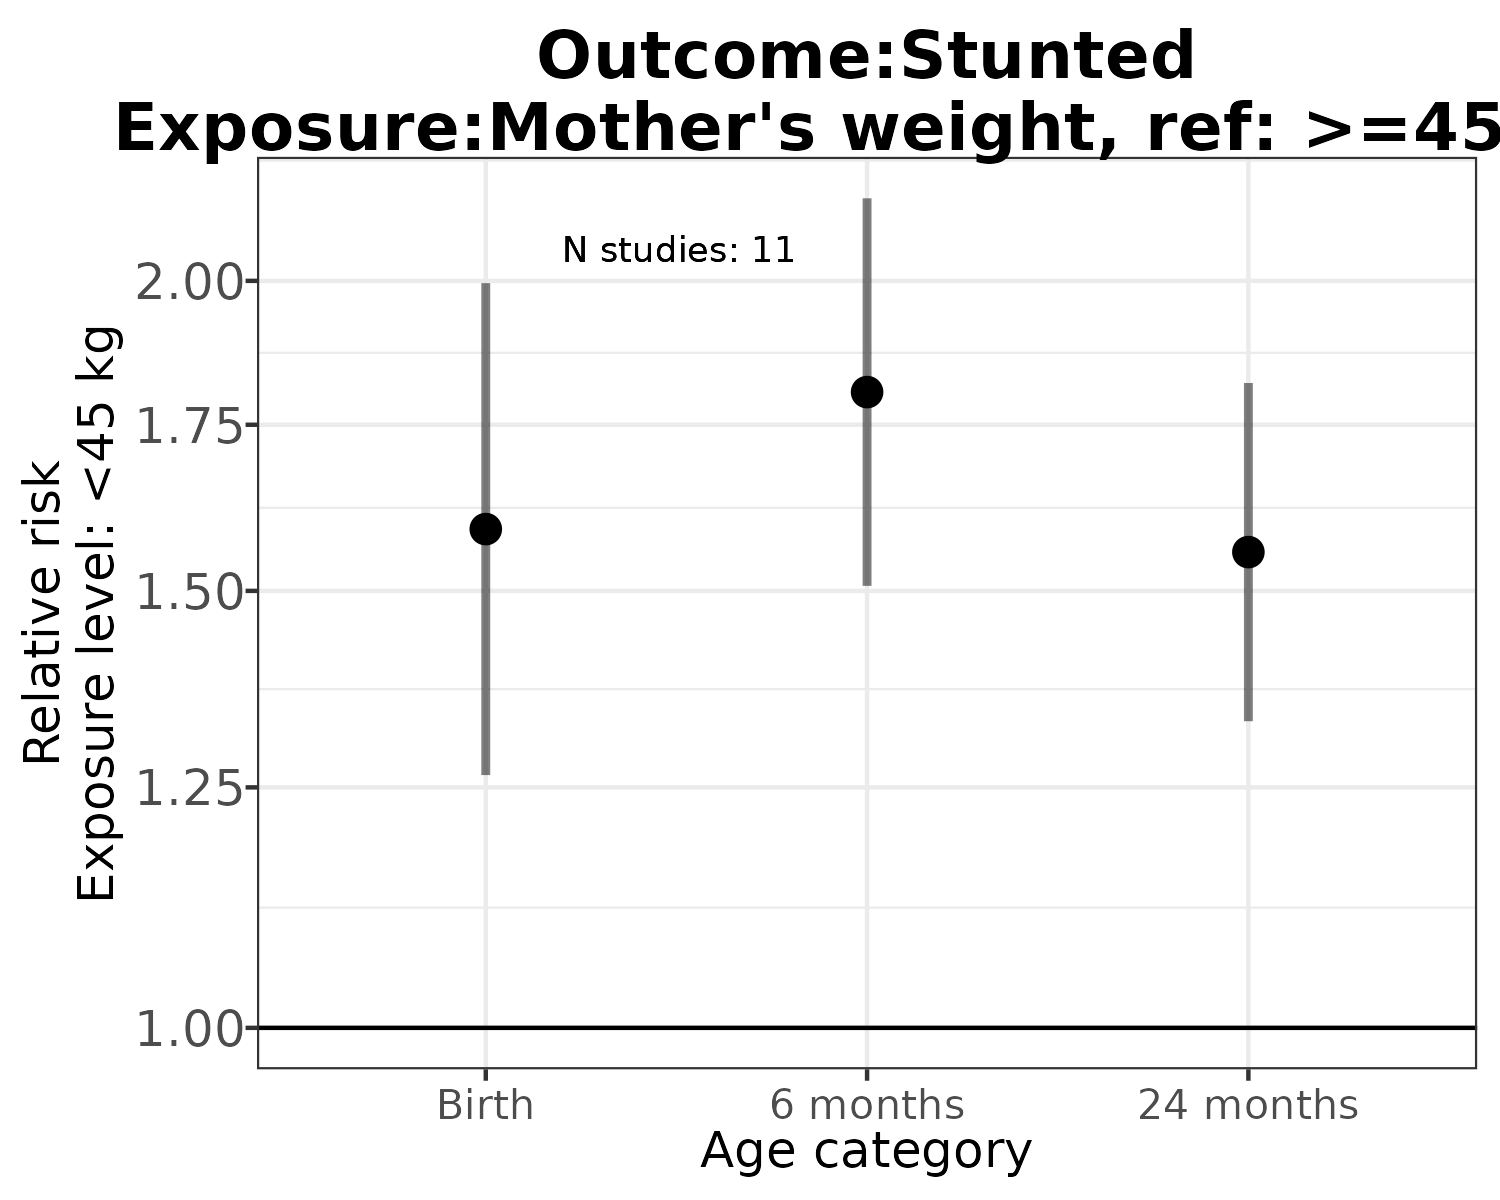 Outcome:Stunted
Exposure:Mother's weight, ref: >=45
N studies: 11
Relative risk
Exposure level: <45 kg
2.00
1.75
1.50
1.25
1.00
Birth
6 months
24 months
Age category